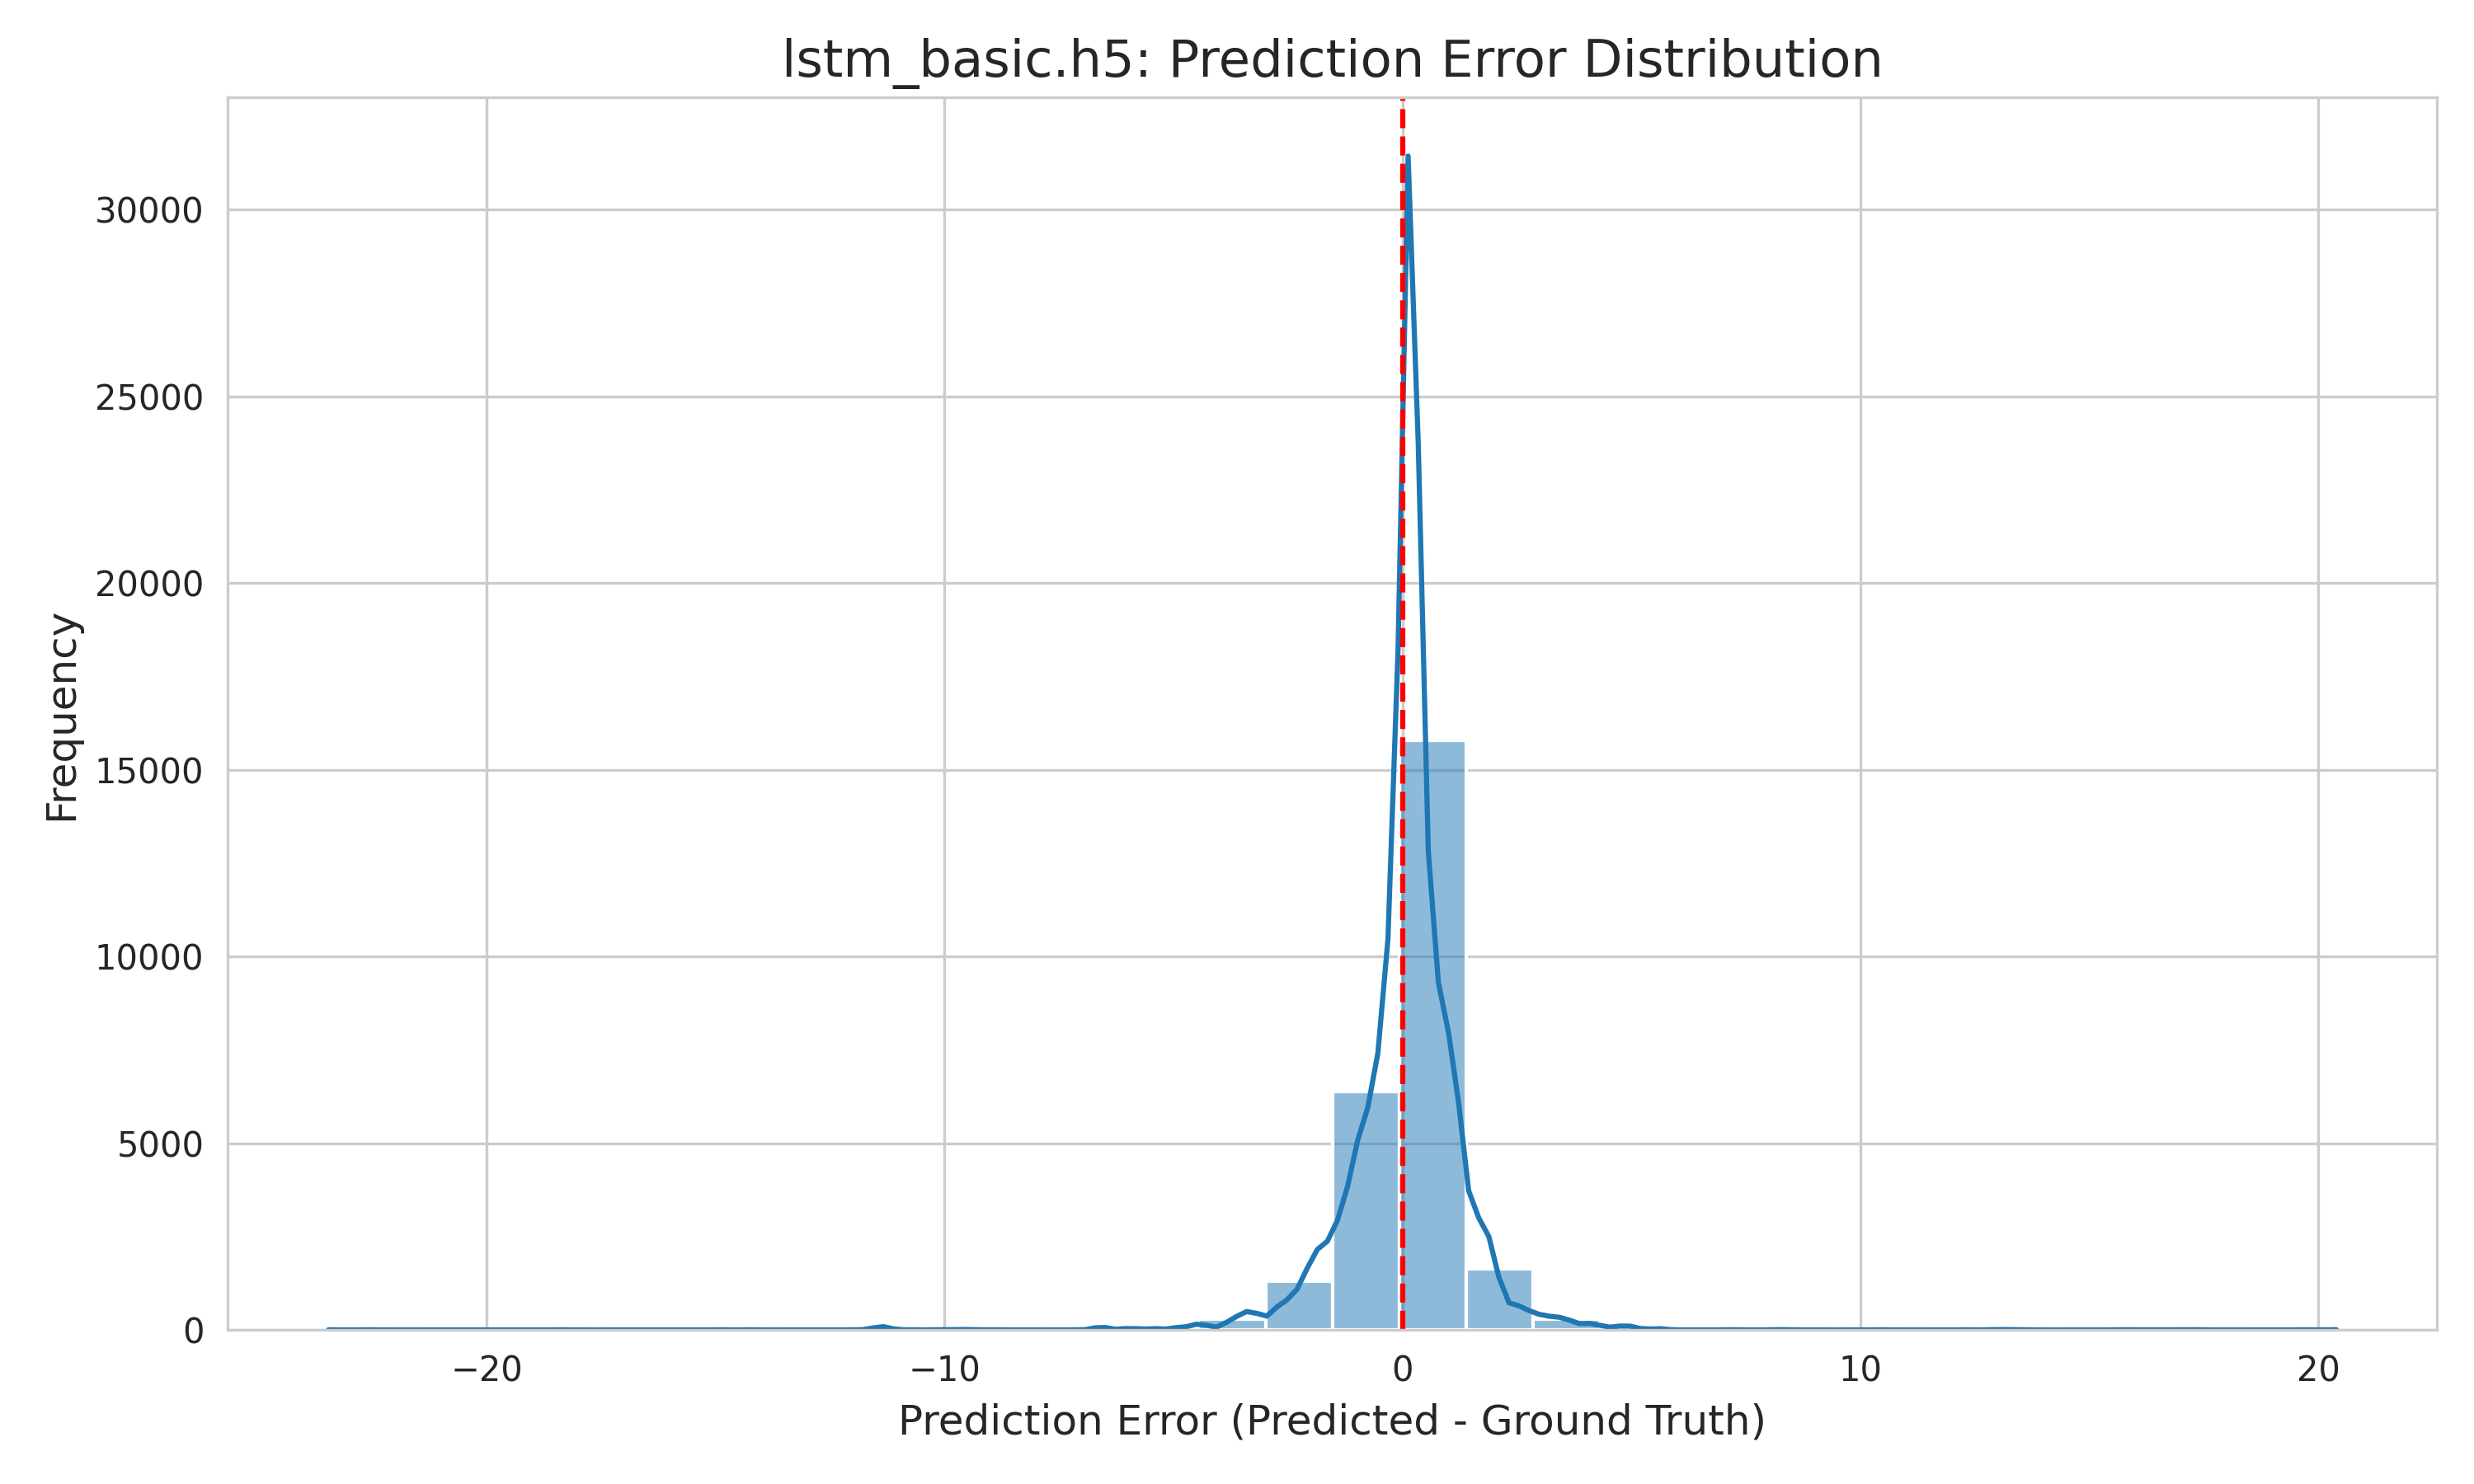 lstm_basic.h5: Prediction Error Distribution
Frequency
30000
25000
20000
15000
10000
5000
0
−20 −10 0 10 20
Prediction Error (Predicted - Ground Truth)